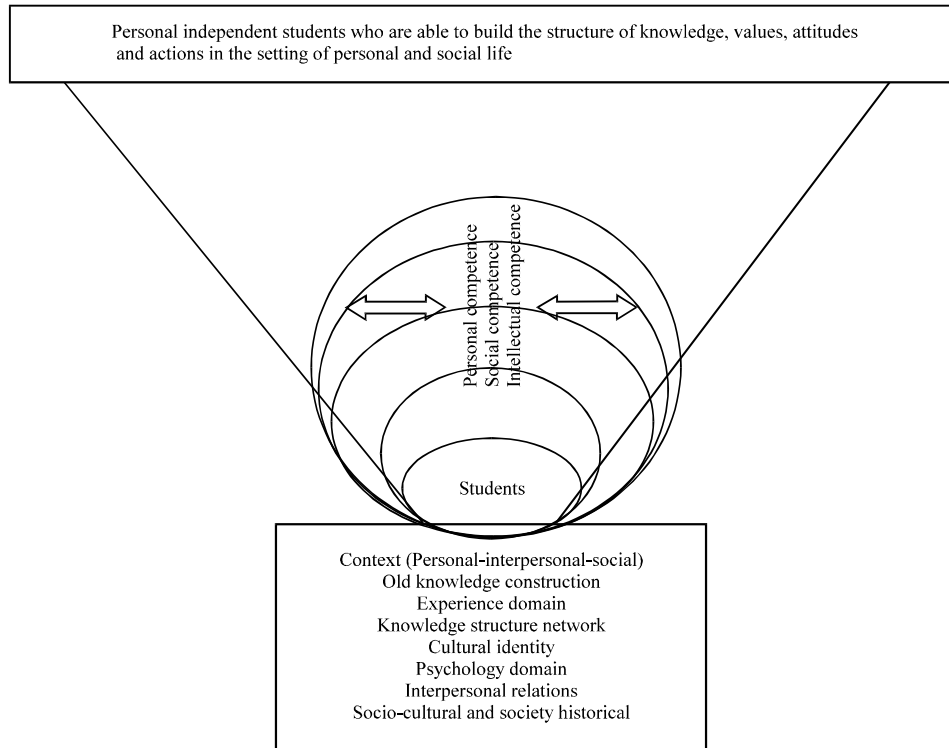 Personal independent students who are able to build the structure of knowledge, values, attitudes
and actions in the setting of personal and social life
Personal competence
Social competence
Intellectual competence
Students
Context (Personal-interpersonal-social)
Old knowledge construction
Experience domain
Knowledge structure network
Cultural identity
Psychology domain
Interpersonal relations
Socio-cultural and society historical